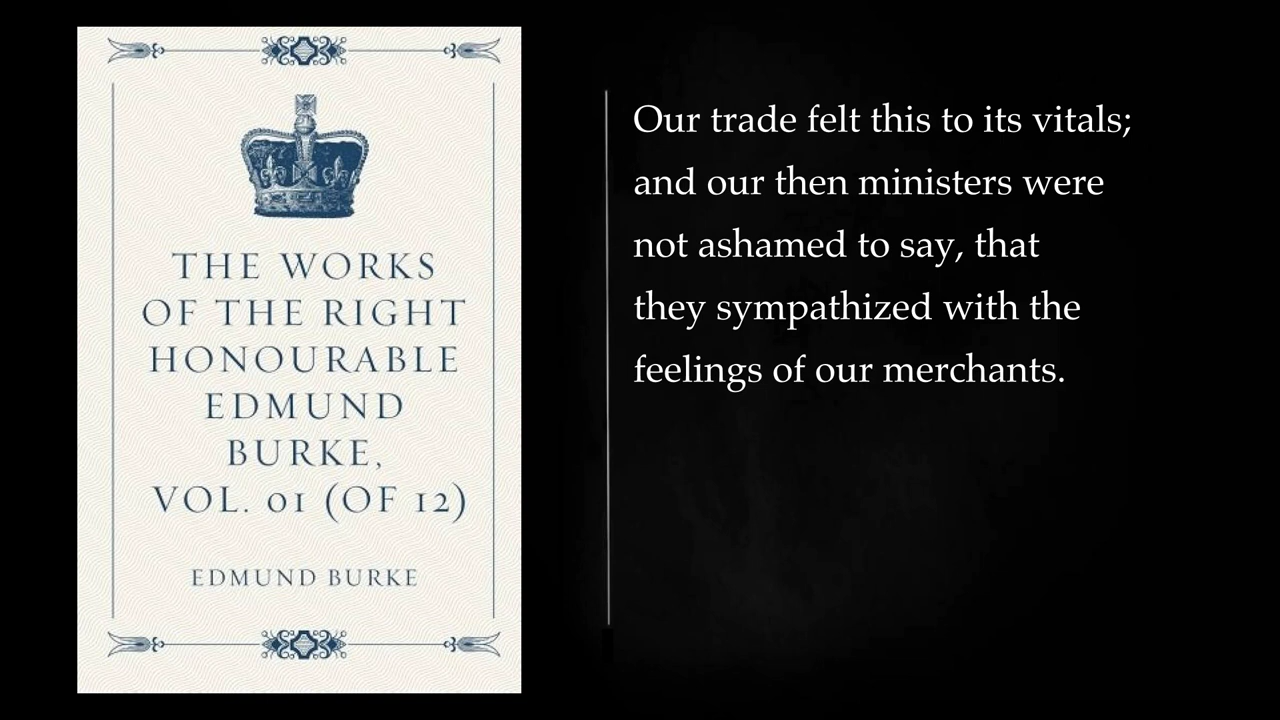 THE WORKS
OF THE RIGHT
HONOURABLE
EDMUND
BURKE,
VOL. 01 (OF 12)
EDMUND BURKE
Our trade felt this to its vitals;
and our then ministers were
not ashamed to say, that
they sympathized with the
feelings of our merchants.